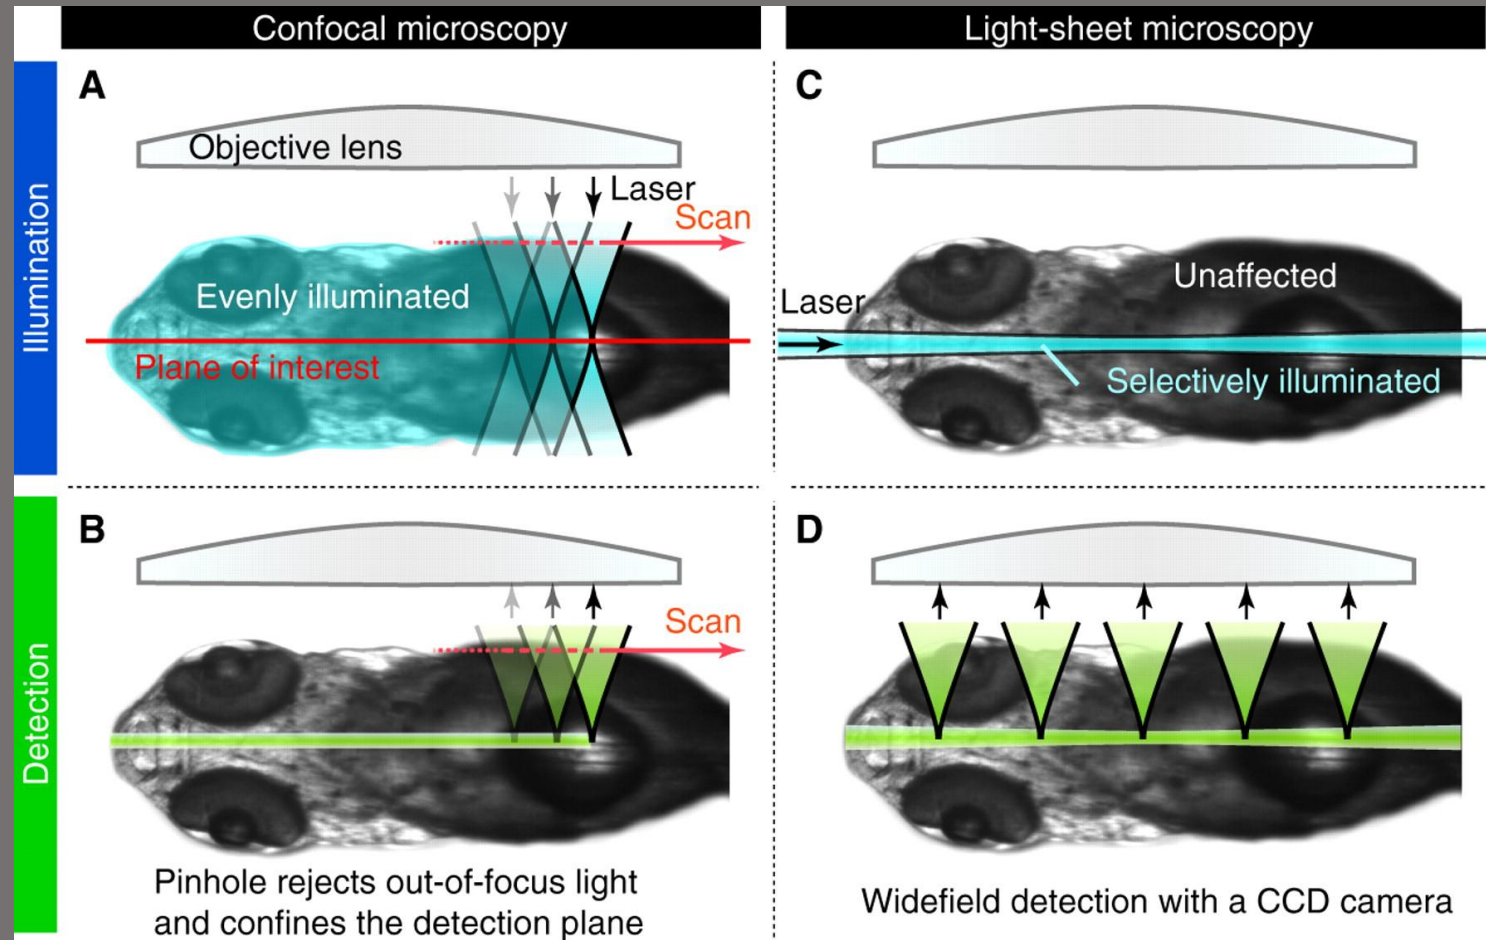 Confocal microscopy
Light-sheet microscopy
Illumination
A
Objective lens
Laser
Scan
Evenly illuminated
Plane of interest
C
Unaffected
Laser
Selectively illuminated
Detection
B
Scan
Pinhole rejects out-of-focus light
and confines the detection plane
D
Widefield detection with a CCD camera